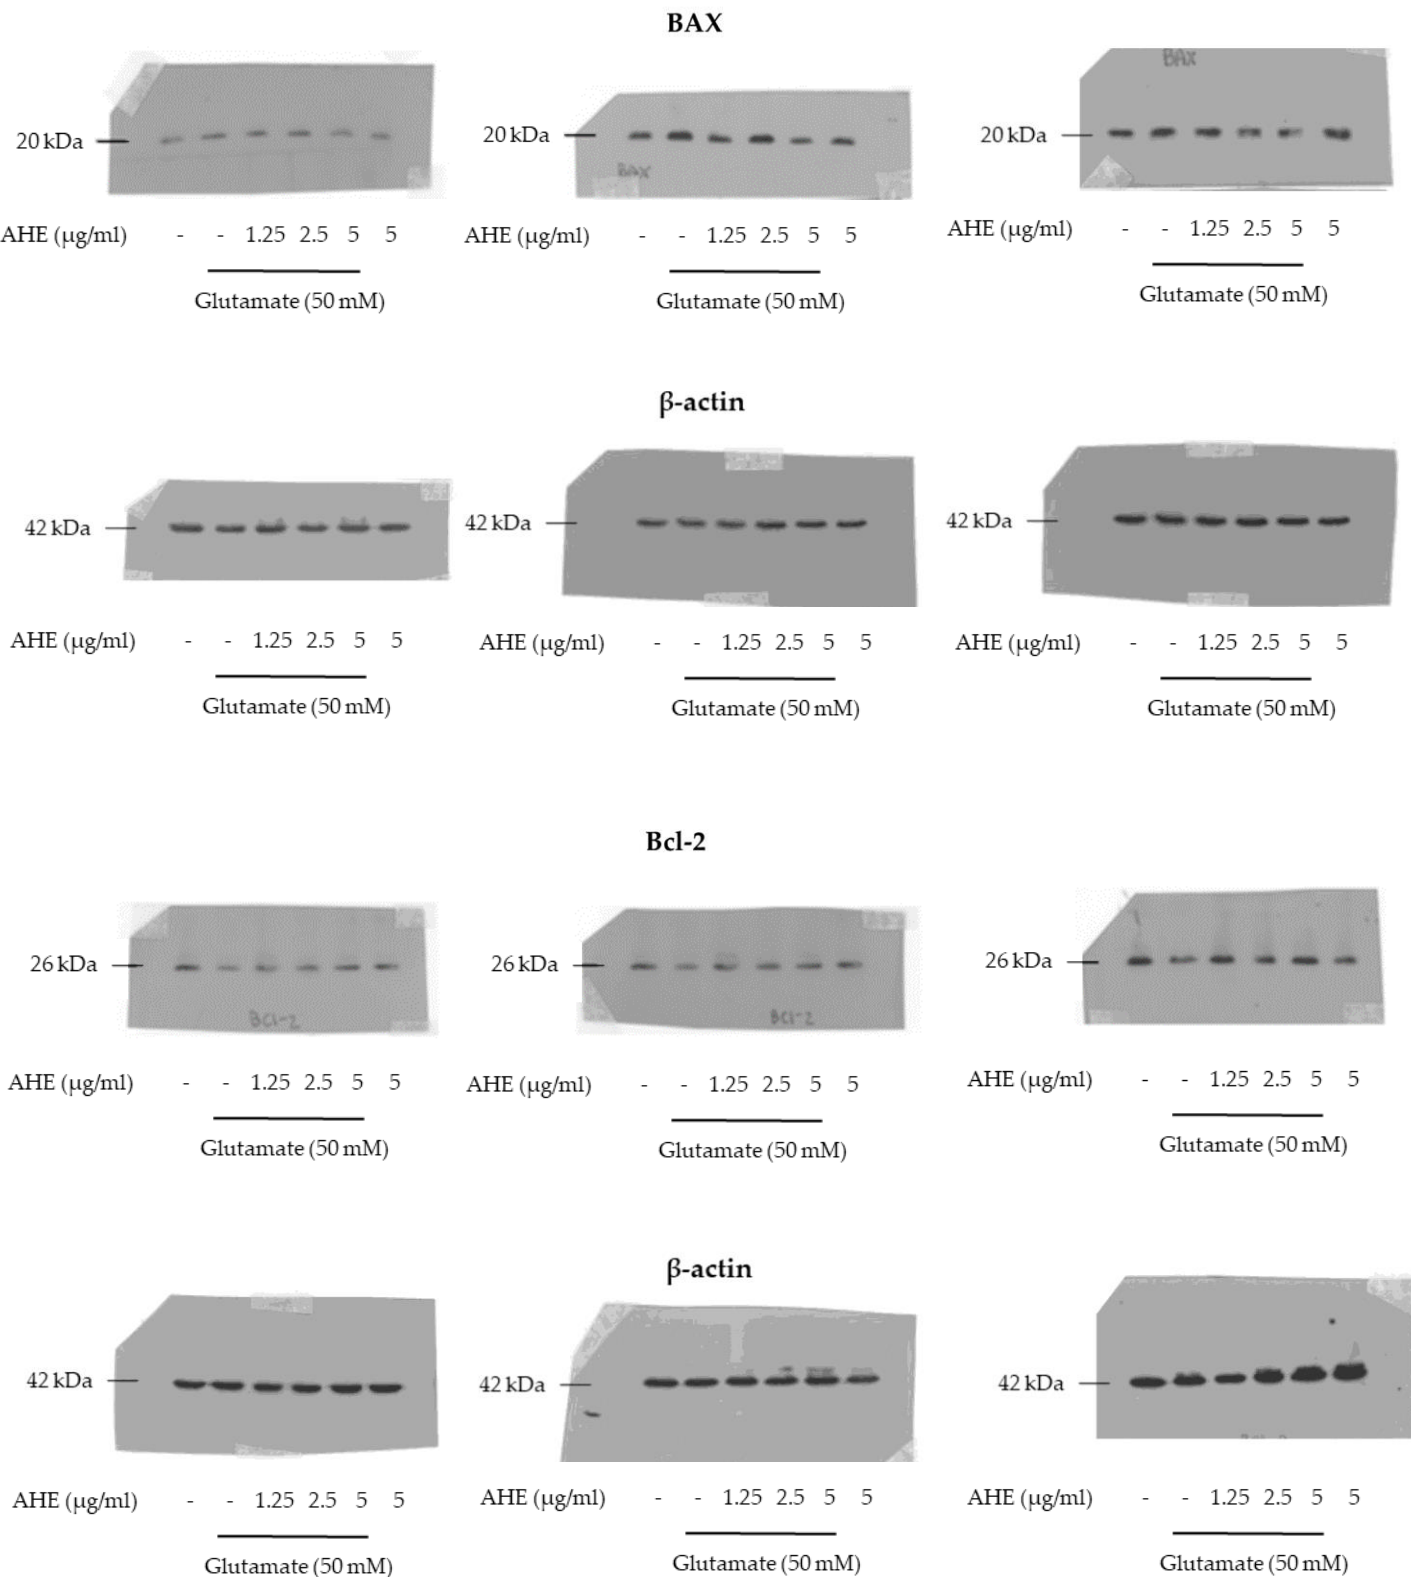 BAX
BAX
20 kDa
20 kDa
BAX
20 kDa
AHE (µg/ml) - - 1.25 2.5 5 5
Glutamate (50 mM)
AHE (µg/ml) - - 1.25 2.5 5 5
Glutamate (50 mM)
AHE (µg/ml) - - 1.25 2.5 5 5
Glutamate (50 mM)
β-actin
42 kDa
42 kDa
42 kDa
AHE (µg/ml) - - 1.25 2.5 5 5
Glutamate (50 mM)
AHE (µg/ml) - - 1.25 2.5 5 5
Glutamate (50 mM)
AHE (µg/ml) - - 1.25 2.5 5 5
Glutamate (50 mM)
Bcl-2
26 kDa
Bcl-2
26 kDa
Bcl-2
26 kDa
AHE (µg/ml) - - 1.25 2.5 5 5
Glutamate (50 mM)
AHE (µg/ml) - - 1.25 2.5 5 5
Glutamate (50 mM)
AHE (µg/ml) - - 1.25 2.5 5 5
Glutamate (50 mM)
β-actin
42 kDa
42 kDa
42 kDa
AHE (µg/ml) - - 1.25 2.5 5 5
Glutamate (50 mM)
AHE (µg/ml) - - 1.25 2.5 5 5
Glutamate (50 mM)
AHE (µg/ml) - - 1.25 2.5 5 5
Glutamate (50 mM)